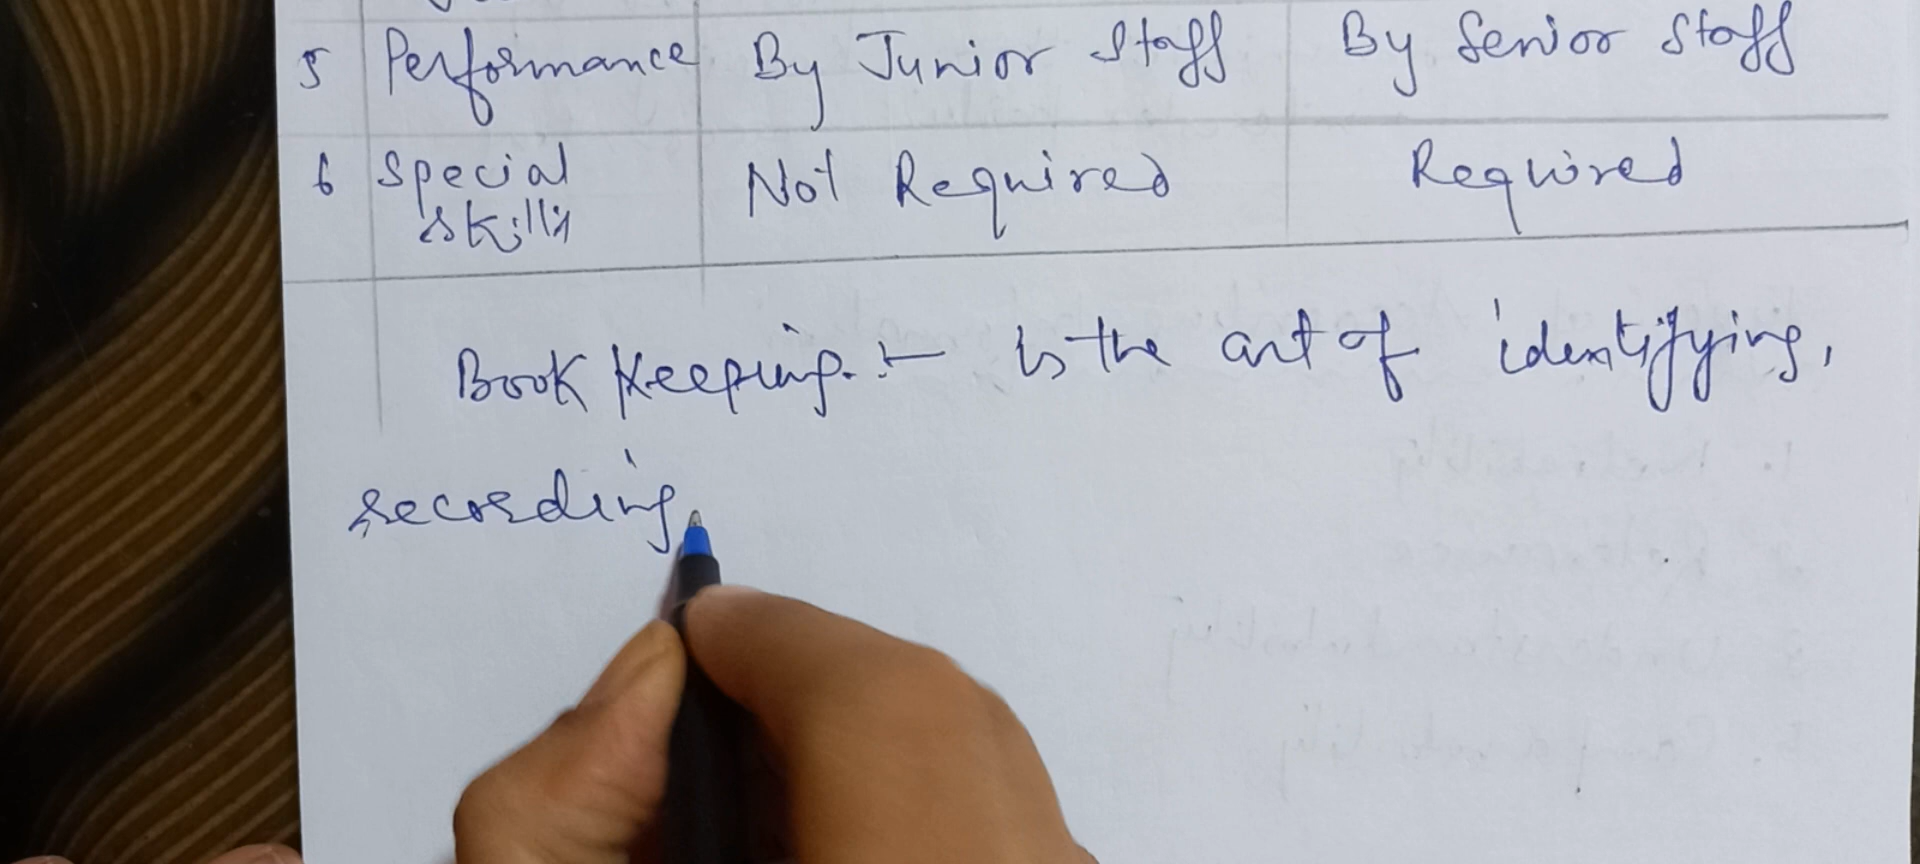 5 Performance By Junior Staff By Senior Staff
6 Special skills Not Required Required
Book Keeping :- Is the art of identifying,
recording